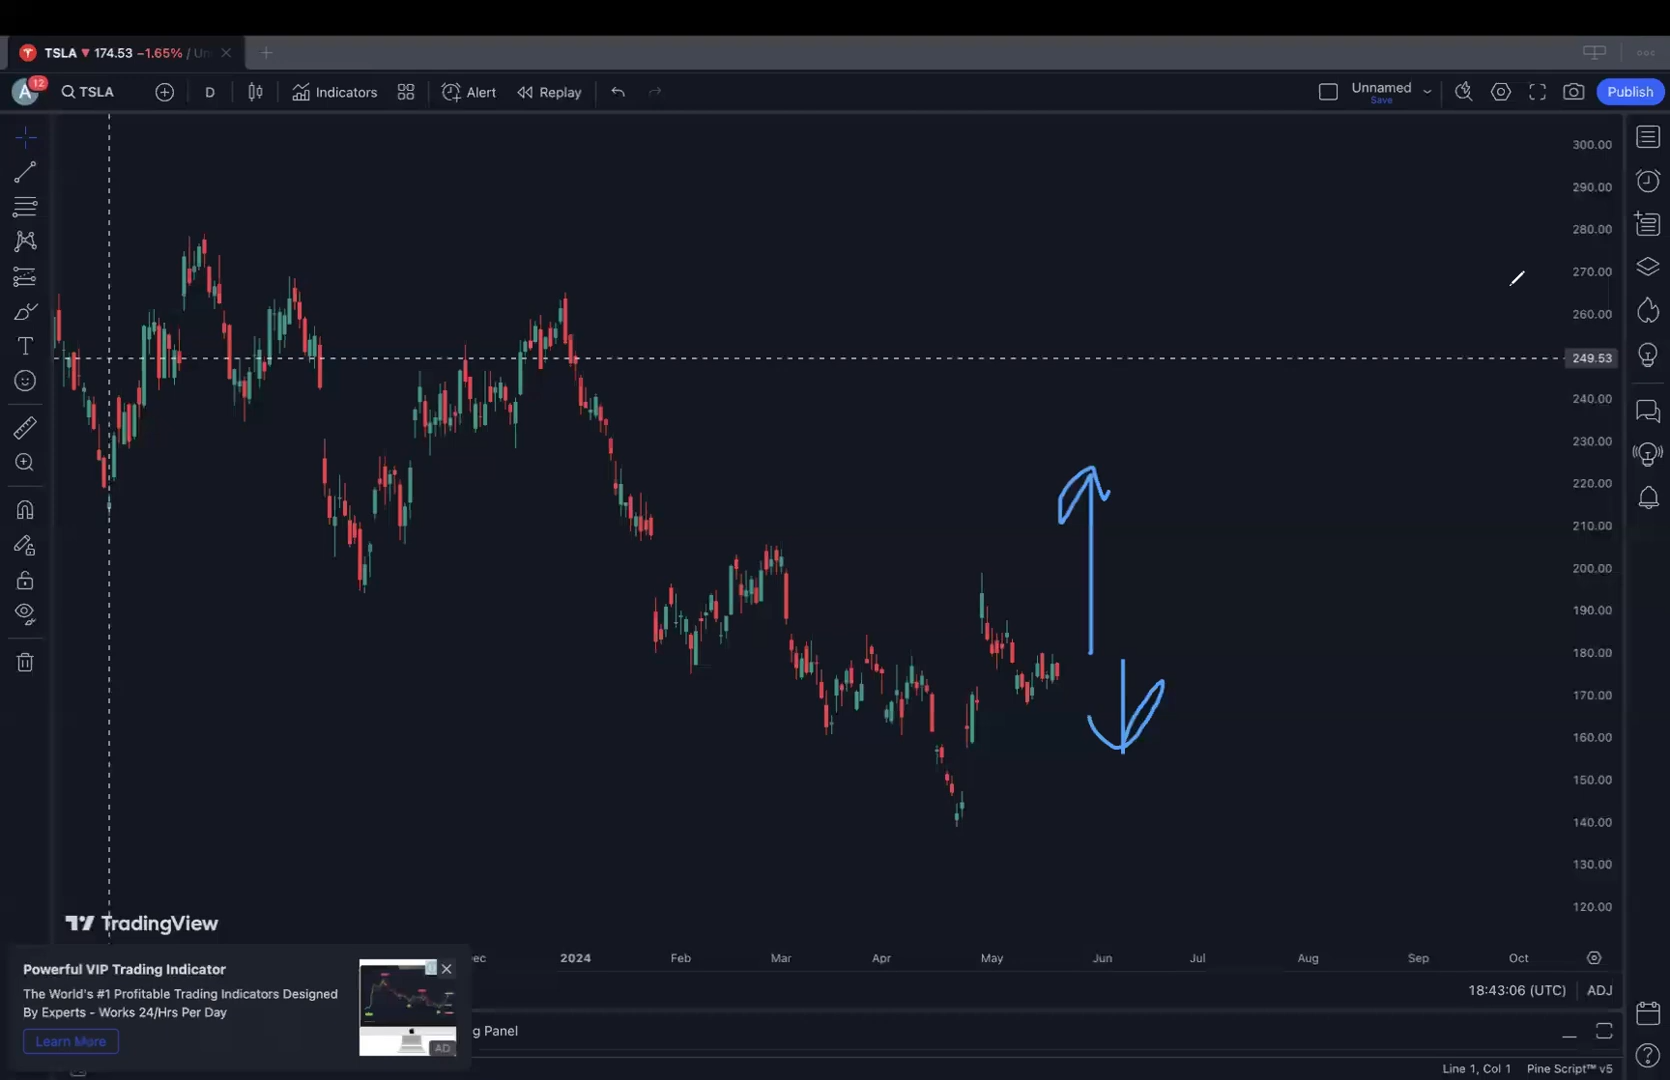 TSLA ▼ 174.53 −1.65% / Un
A 12 TSLA D Indicators Alert Replay Unnamed Publish
Save
300.00
290.00
280.00
270.00
260.00
249.53
240.00
230.00
220.00
210.00
200.00
190.00
180.00
170.00
160.00
150.00
140.00
130.00
120.00
TradingView
ec 2024 Feb Mar Apr May Jun Jul Aug Sep Oct
Powerful VIP Trading Indicator
The World's #1 Profitable Trading Indicators Designed
By Experts - Works 24/Hrs Per Day
Learn More
AD
18:43:06 (UTC) ADJ
g Panel
Line 1, Col 1 Pine Script™ v5